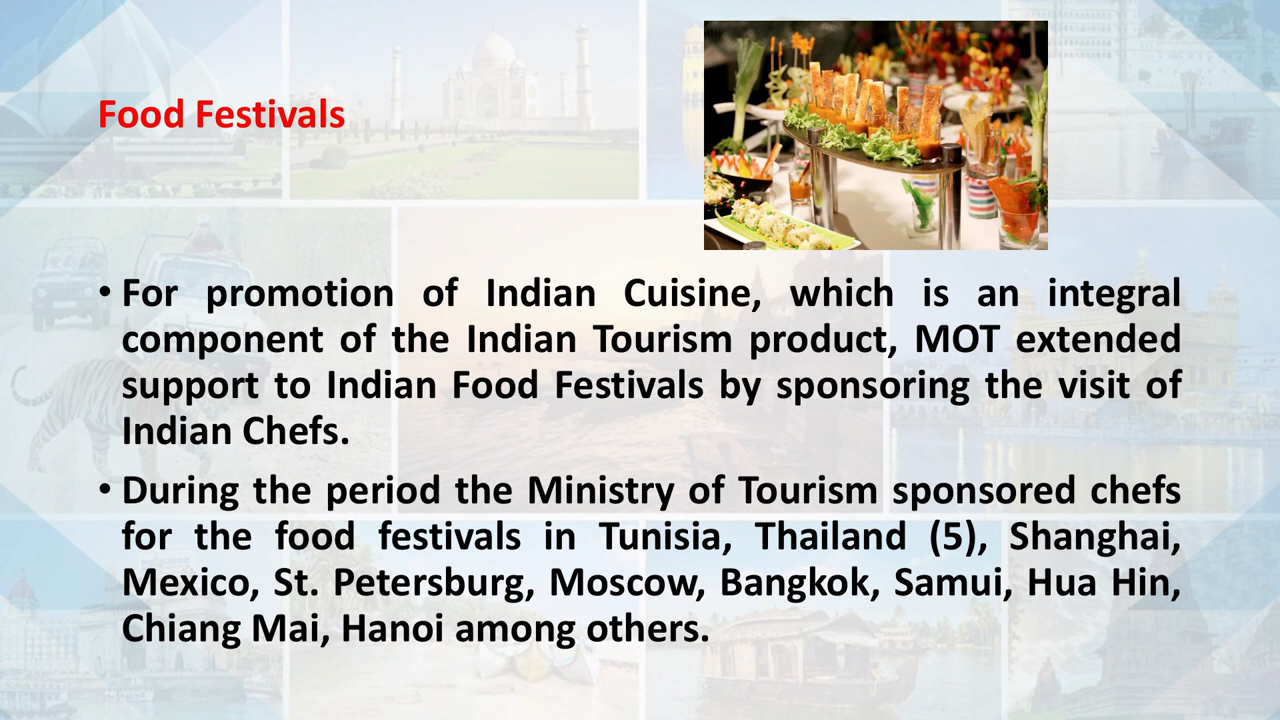 Food Festivals
• For promotion of Indian Cuisine, which is an integral
component of the Indian Tourism product, MOT extended
support to Indian Food Festivals by sponsoring the visit of
Indian Chefs.
• During the period the Ministry of Tourism sponsored chefs
for the food festivals in Tunisia, Thailand (5), Shanghai,
Mexico, St. Petersburg, Moscow, Bangkok, Samui, Hua Hin,
Chiang Mai, Hanoi among others.